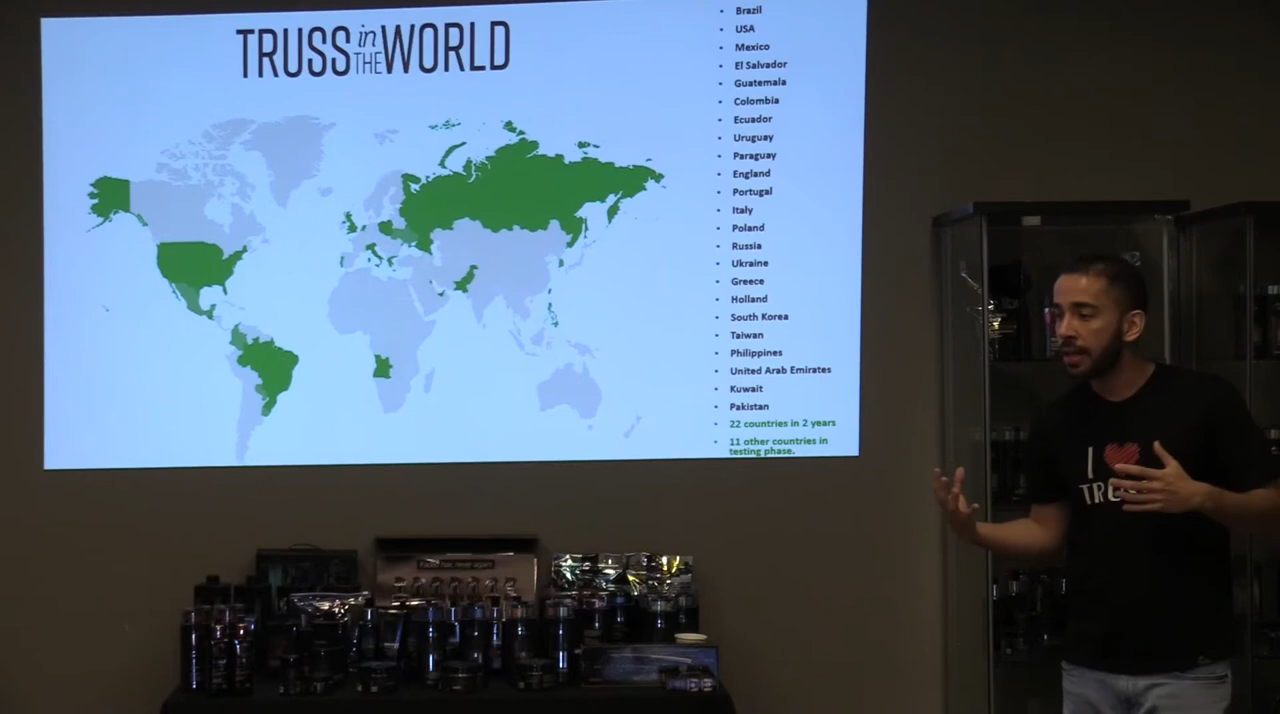 TRUSS in THE WORLD
• Brazil
• USA
• Mexico
• El Salvador
• Guatemala
• Colombia
• Ecuador
• Uruguay
• Paraguay
• England
• Portugal
• Italy
• Poland
• Russia
• Ukraine
• Greece
• Holland
• South Korea
• Taiwan
• Philippines
• United Arab Emirates
• Kuwait
• Pakistan
• 22 countries in 2 years
• 11 other countries in
testing phase.
I